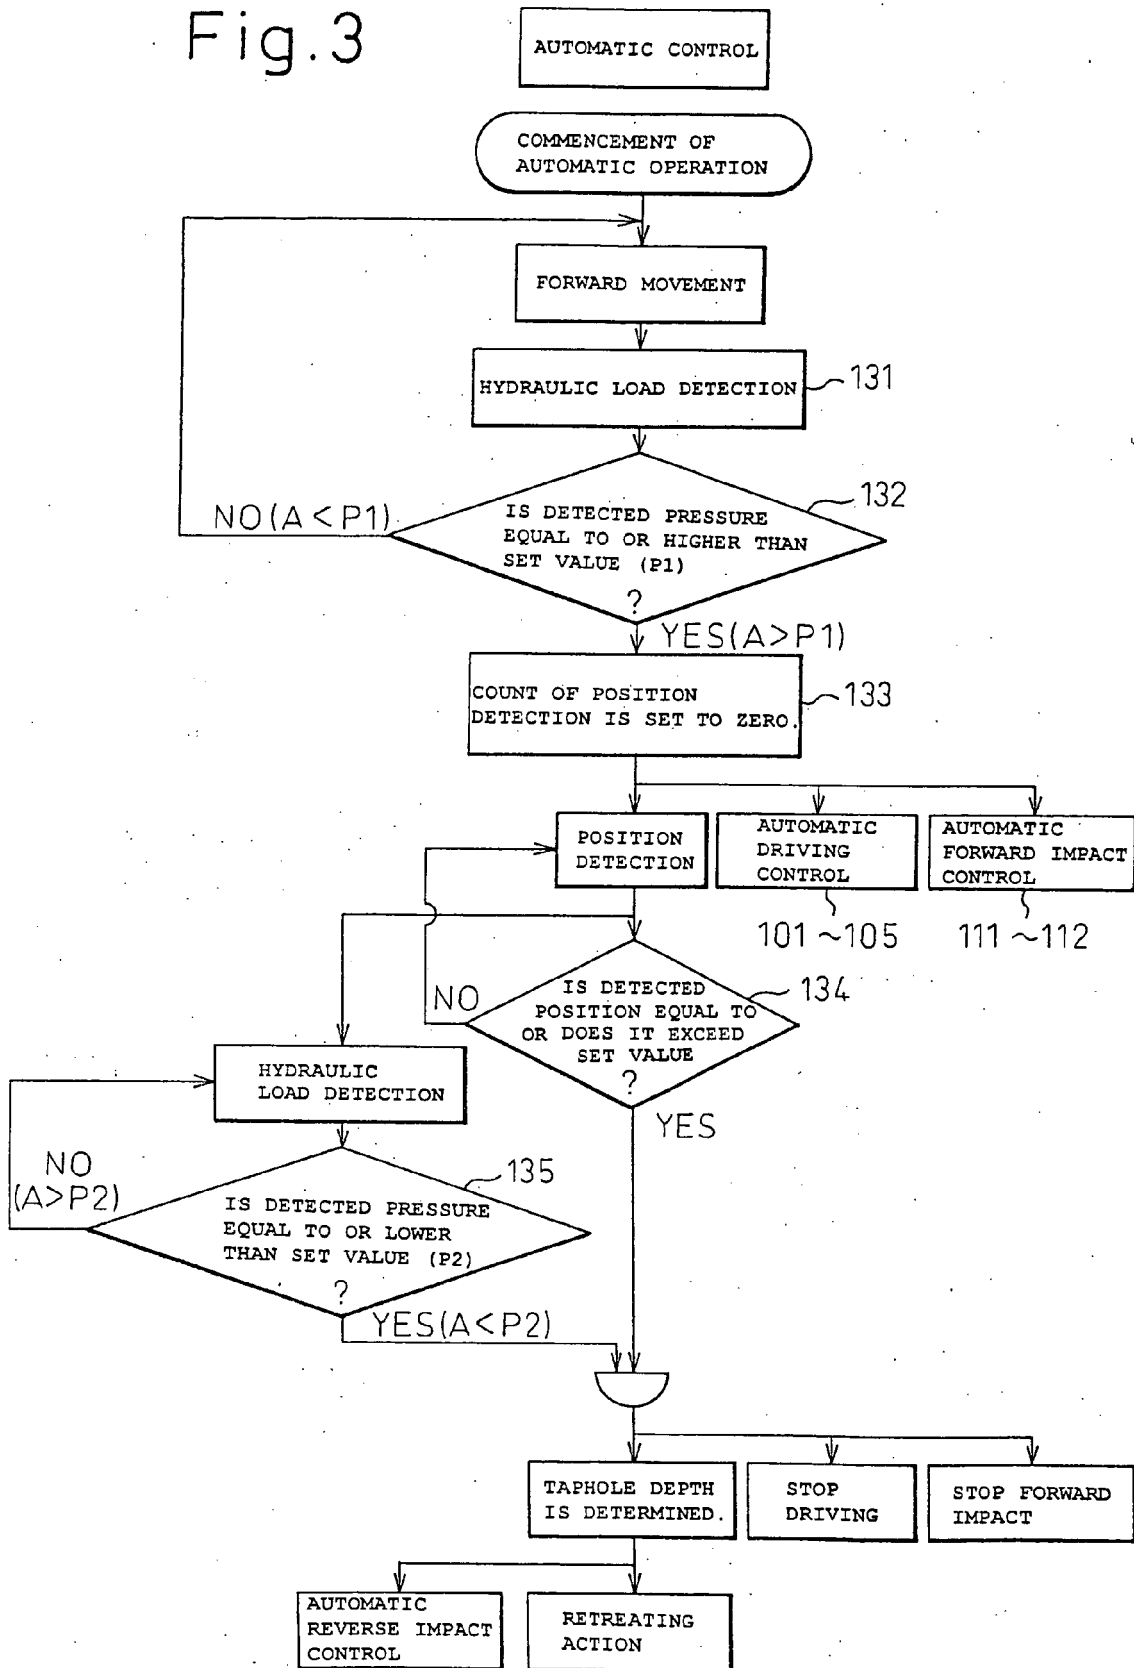 Fig.3
AUTOMATIC CONTROL
COMMENCEMENT OF
AUTOMATIC OPERATION
FORWARD MOVEMENT
HYDRAULIC LOAD DETECTION
131
132
IS DETECTED PRESSURE
EQUAL TO OR HIGHER THAN
SET VALUE (P1)
?
NO(A<P1)
YES(A>P1)
COUNT OF POSITION
DETECTION IS SET TO ZERO.
133
POSITION
DETECTION
AUTOMATIC
DRIVING
CONTROL
AUTOMATIC
FORWARD IMPACT
CONTROL
101~105
111~112
IS DETECTED
POSITION EQUAL TO
OR DOES IT EXCEED
SET VALUE
?
134
NO
YES
HYDRAULIC
LOAD DETECTION
NO
(A>P2)
135
IS DETECTED PRESSURE
EQUAL TO OR LOWER
THAN SET VALUE (P2)
?
YES(A<P2)
TAPHOLE DEPTH
IS DETERMINED.
STOP
DRIVING
STOP FORWARD
IMPACT
AUTOMATIC
REVERSE IMPACT
CONTROL
RETREATING
ACTION